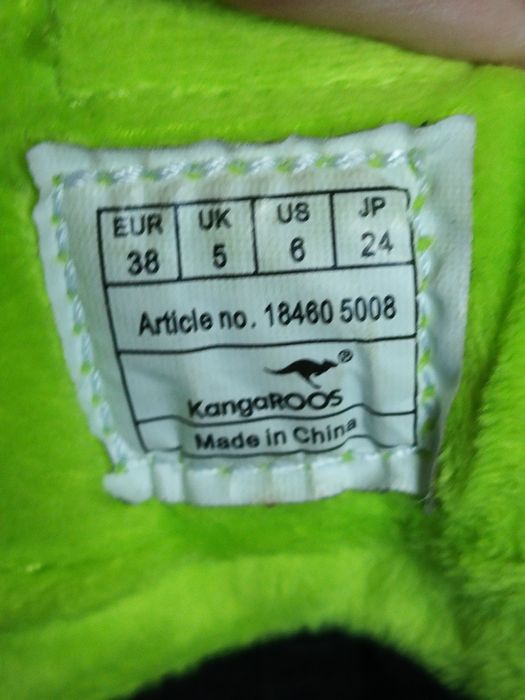 EUR UK US JP
38 5 6 24
Article no. 18460 5008
KangaROOS®
Made in China